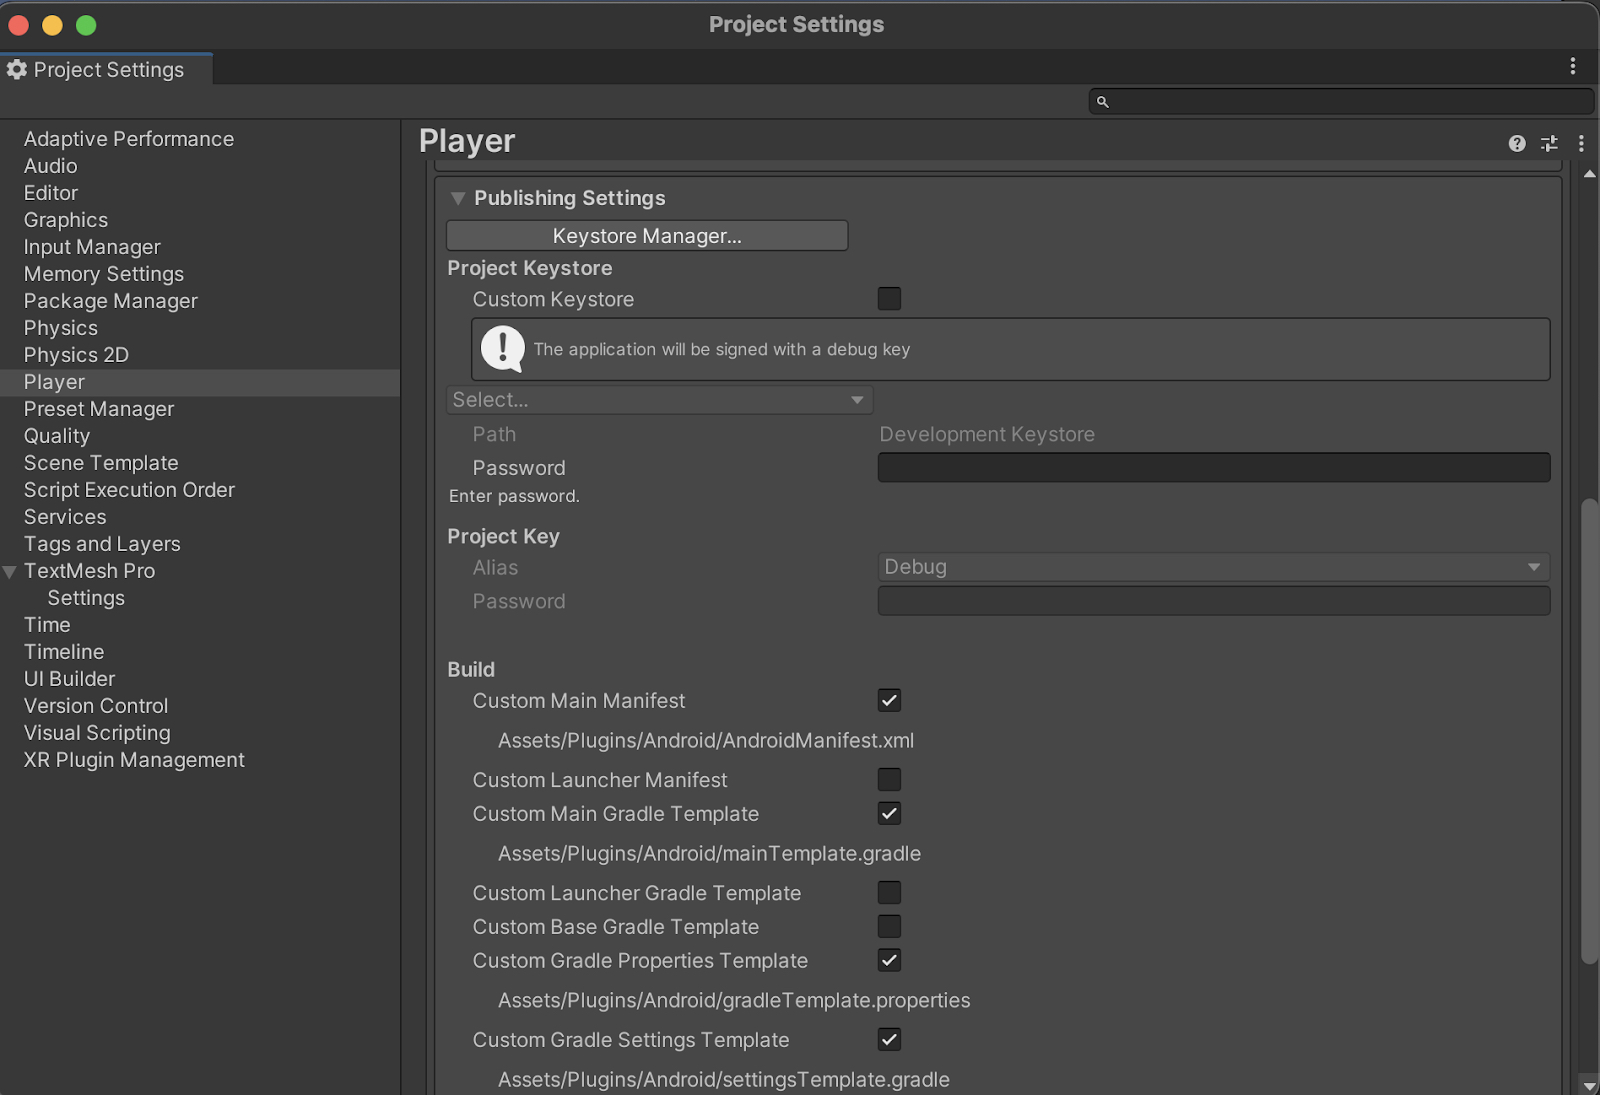 Project Settings
Project Settings
Adaptive Performance
Audio
Editor
Graphics
Input Manager
Memory Settings
Package Manager
Physics
Physics 2D
Player
Preset Manager
Quality
Scene Template
Script Execution Order
Services
Tags and Layers
TextMesh Pro
Settings
Time
Timeline
UI Builder
Version Control
Visual Scripting
XR Plugin Management
Player
Publishing Settings
Keystore Manager...
Project Keystore
Custom Keystore
The application will be signed with a debug key
Select...
Path Development Keystore
Password
Enter password.
Project Key
Alias Debug
Password
Build
Custom Main Manifest
Assets/Plugins/Android/AndroidManifest.xml
Custom Launcher Manifest
Custom Main Gradle Template
Assets/Plugins/Android/mainTemplate.gradle
Custom Launcher Gradle Template
Custom Base Gradle Template
Custom Gradle Properties Template
Assets/Plugins/Android/gradleTemplate.properties
Custom Gradle Settings Template
Assets/Plugins/Android/settingsTemplate.gradle